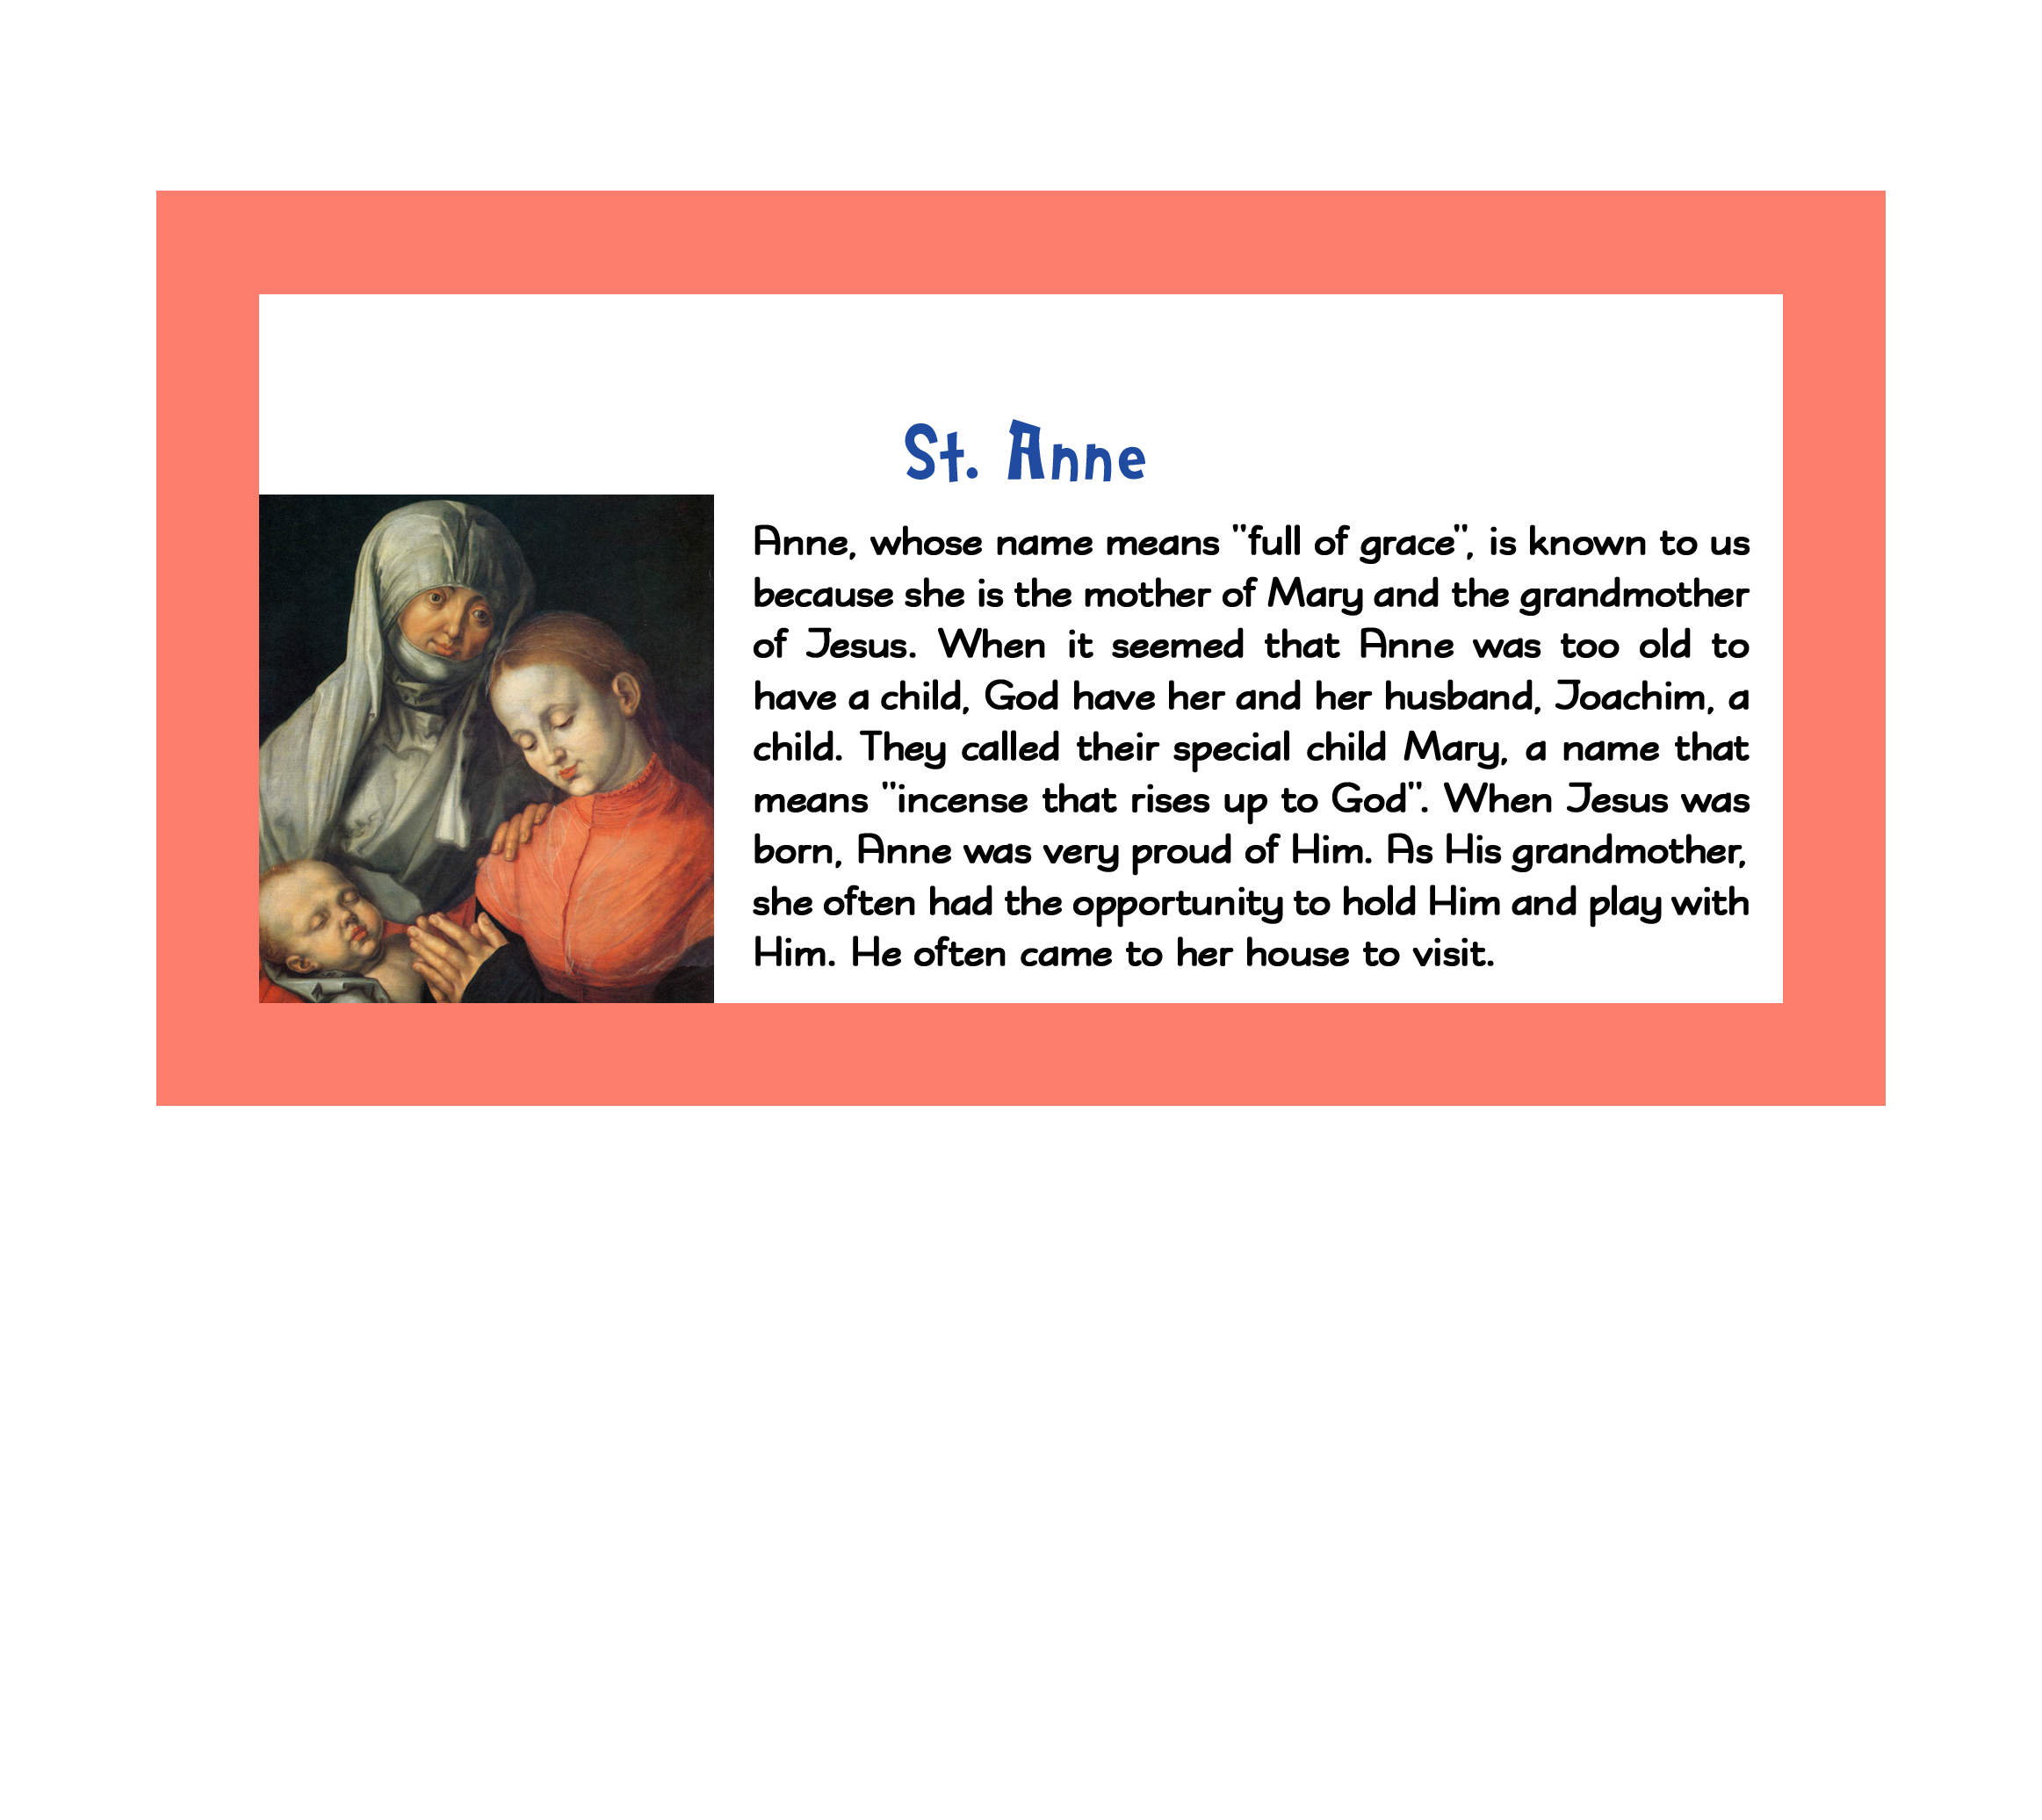 St. Anne
Anne, whose name means "full of grace", is known to us
because she is the mother of Mary and the grandmother
of Jesus. When it seemed that Anne was too old to
have a child, God have her and her husband, Joachim, a
child. They called their special child Mary, a name that
means "incense that rises up to God". When Jesus was
born, Anne was very proud of Him. As His grandmother,
she often had the opportunity to hold Him and play with
Him. He often came to her house to visit.